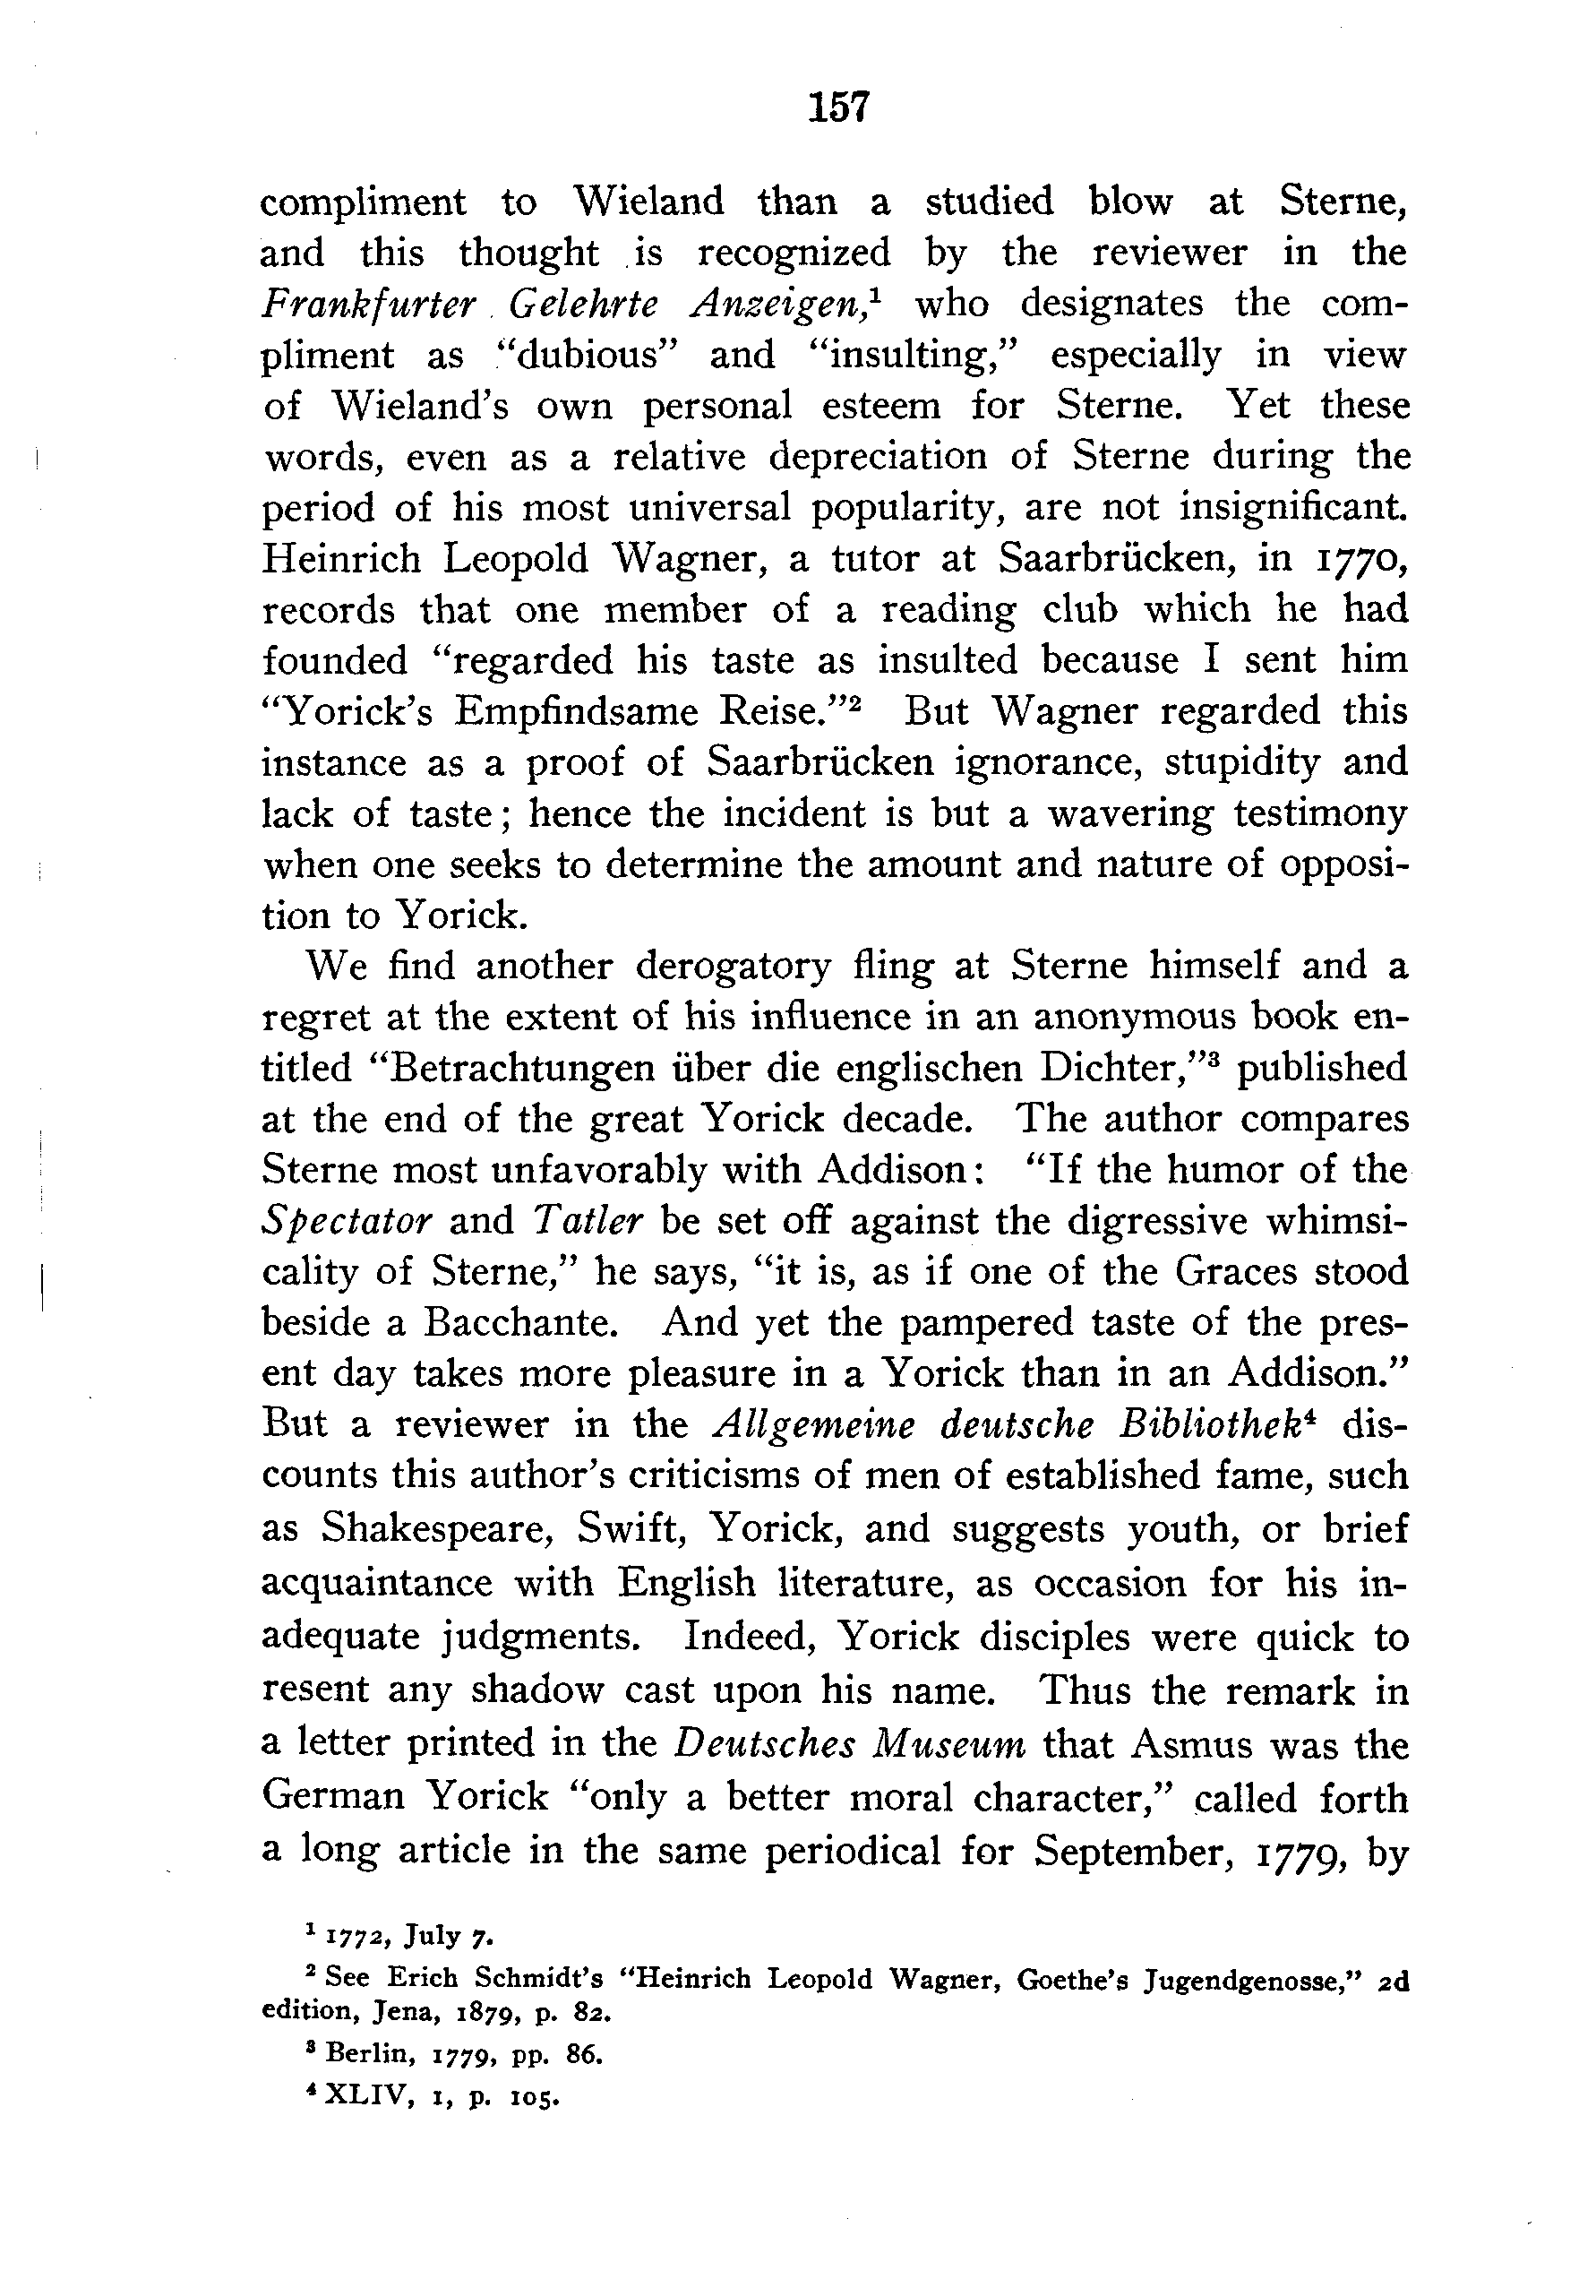 157
compliment to Wieland than a studied blow at Sterne,
and this thought is recognized by the reviewer in the
Frankfurter Gelehrte Anzeigen,¹ who designates the com-
pliment as “dubious” and “insulting,” especially in view
of Wieland’s own personal esteem for Sterne. Yet these
words, even as a relative depreciation of Sterne during the
period of his most universal popularity, are not insignificant.
Heinrich Leopold Wagner, a tutor at Saarbrücken, in 1770,
records that one member of a reading club which he had
founded “regarded his taste as insulted because I sent him
“Yorick’s Empfindsame Reise.”² But Wagner regarded this
instance as a proof of Saarbrücken ignorance, stupidity and
lack of taste; hence the incident is but a wavering testimony
when one seeks to determine the amount and nature of opposi-
tion to Yorick.
We find another derogatory fling at Sterne himself and a
regret at the extent of his influence in an anonymous book en-
titled “Betrachtungen über die englischen Dichter,”³ published
at the end of the great Yorick decade. The author compares
Sterne most unfavorably with Addison: “If the humor of the
Spectator and Tatler be set off against the digressive whimsi-
cality of Sterne,” he says, “it is, as if one of the Graces stood
beside a Bacchante. And yet the pampered taste of the pres-
ent day takes more pleasure in a Yorick than in an Addison.”
But a reviewer in the Allgemeine deutsche Bibliothek⁴ dis-
counts this author’s criticisms of men of established fame, such
as Shakespeare, Swift, Yorick, and suggests youth, or brief
acquaintance with English literature, as occasion for his in-
adequate judgments. Indeed, Yorick disciples were quick to
resent any shadow cast upon his name. Thus the remark in
a letter printed in the Deutsches Museum that Asmus was the
German Yorick “only a better moral character,” called forth
a long article in the same periodical for September, 1779, by
¹ 1772, July 7.
² See Erich Schmidt’s “Heinrich Leopold Wagner, Goethe’s Jugendgenosse,” 2d
edition, Jena, 1879, p. 82.
³ Berlin, 1779, pp. 86.
⁴ XLIV, 1, p. 105.